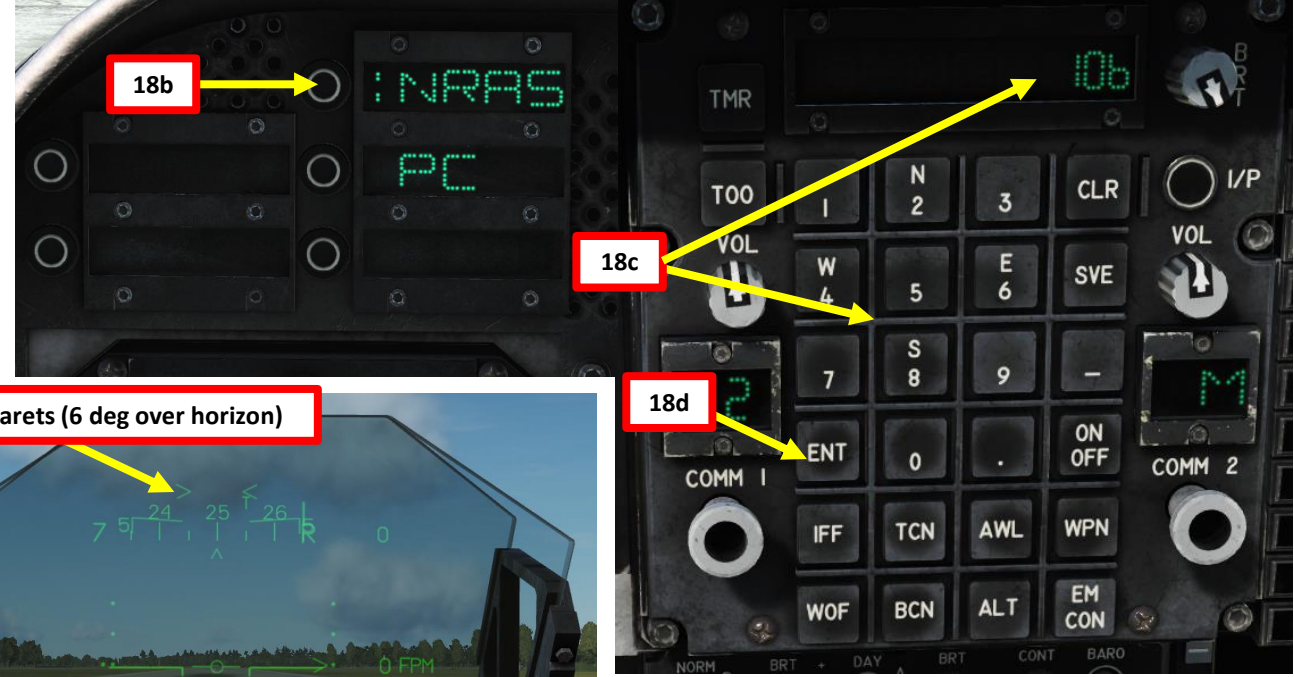 18b
:NRAS
PC
arets (6 deg over horizon)
24 25 26
7 5 R 0
0 FPM
106
BRT
TMR
TOO
1
N 2
3
CLR
I/P
VOL
VOL
18c
W 4
5
E 6
SVE
7
S 8
9
–
18d
2
M
ENT
0
.
ON OFF
COMM 1
COMM 2
IFF
TCN
AWL
WPN
WOF
BCN
ALT
EM CON
NORM
BRT + DAY
BRT
CONT
BARO